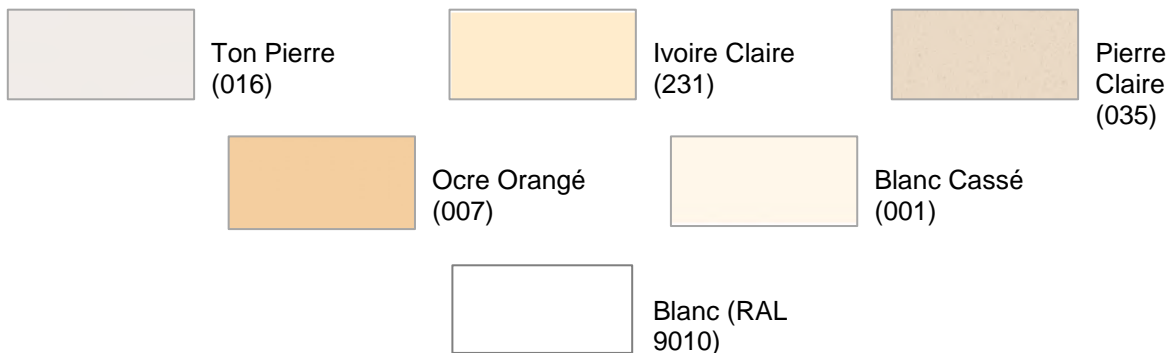 Ton Pierre
(016)
Ivoire Claire
(231)
Pierre
Claire
(035)
Ocre Orangé
(007)
Blanc Cassé
(001)
Blanc (RAL
9010)